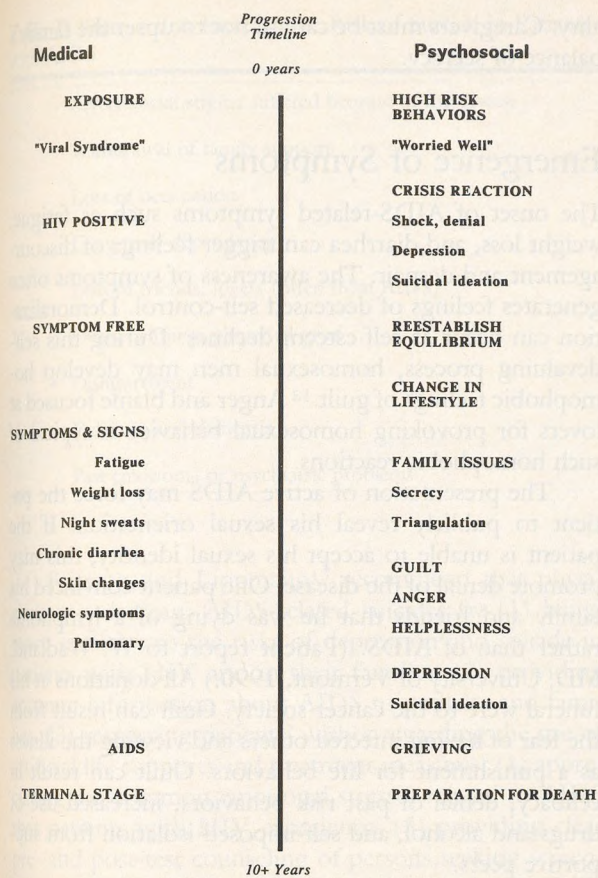 Progression
Timeline
Medical
Psychosocial
0 years
EXPOSURE
HIGH RISK
BEHAVIORS
"Viral Syndrome"
"Worried Well"
CRISIS REACTION
HIV POSITIVE
Shock, denial
Depression
Suicidal ideation
SYMPTOM FREE
REESTABLISH
EQUILIBRIUM
CHANGE IN
LIFESTYLE
SYMPTOMS & SIGNS
Fatigue
FAMILY ISSUES
Weight loss
Secrecy
Night sweats
Triangulation
Chronic diarrhea
GUILT
Skin changes
ANGER
Neurologic symptoms
HELPLESSNESS
Pulmonary
DEPRESSION
Suicidal ideation
AIDS
GRIEVING
TERMINAL STAGE
PREPARATION FOR DEATH
10+ Years